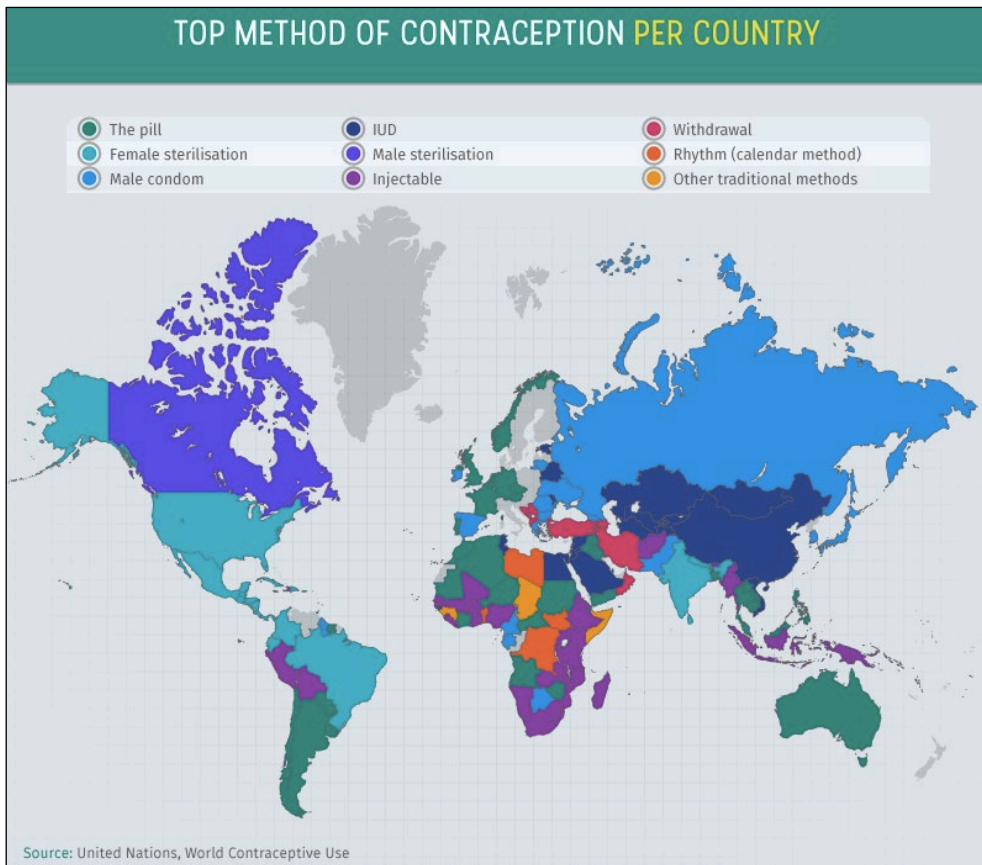 TOP METHOD OF CONTRACEPTION PER COUNTRY
The pill
IUD
Withdrawal
Female sterilisation
Male sterilisation
Rhythm (calendar method)
Male condom
Injectable
Other traditional methods
Source: United Nations, World Contraceptive Use